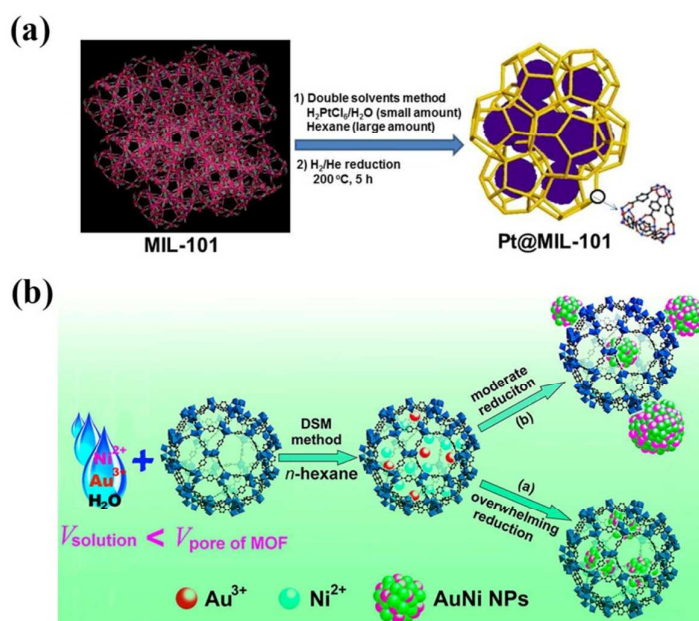 (a)
1) Double solvents method
H₂PtCl₆/H₂O (small amount)
Hexane (large amount)
2) H₂/He reduction
200 °C, 5 h
MIL-101
Pt@MIL-101
(b)
Ni²⁺
Au³⁺
H₂O
+
DSM
method
n-hexane
moderate
reduciton
(b)
(a)
overwhelming
reduction
Vsolution < Vpore of MOF
Au³⁺
Ni²⁺
AuNi NPs